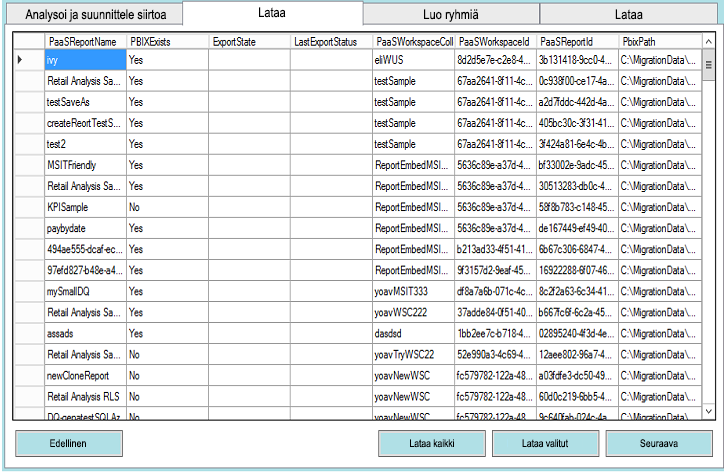 Analysoi ja suunnittele siirtoa Lataa Luo ryhmiä Lataa
PaaSReportName PBIXExists ExportState LastExportStatus PaaSWorkspaceColl PaaSWorkspaceId PaaSReportId PbixPath
ivy Yes eliWUS 8d2d5e7e-c2e8-4... 3b131418-9cc0-4... C:\MigrationData\...
Retail Analysis Sa... Yes testSample 67aa2641-8f11-4c... 0c938f00-ce17-4a... C:\MigrationData\...
testSaveAs Yes testSample 67aa2641-8f11-4c... a2d7fddc-442d-4a... C:\MigrationData\...
createReortTestS... Yes testSample 67aa2641-8f11-4c... 405bc30c-3f31-41... C:\MigrationData\...
test2 Yes testSample 67aa2641-8f11-4c... 3f424a81-6e4c-4b... C:\MigrationData\...
MSITFriendly Yes ReportEmbedMSI... 5636c89e-a37d-4... bf33002e-9adc-45... C:\MigrationData\...
Retail Analysis Sa... Yes ReportEmbedMSI... 5636c89e-a37d-4... 30513283-db0c-4... C:\MigrationData\...
KPISample No ReportEmbedMSI... 5636c89e-a37d-4... 58f8b783-c148-45... C:\MigrationData\...
paybydate Yes ReportEmbedMSI... 5636c89e-a37d-4... de167449-ef49-40... C:\MigrationData\...
494ae555-dcaf-ec... Yes ReportEmbedMSI... b213ad33-4f51-41... 6b67c306-6847-4... C:\MigrationData\...
97efd827-b48e-a4... Yes ReportEmbedMSI... 9f3157d2-9eaf-45... 16922288-6f07-46... C:\MigrationData\...
mySmallDQ Yes yoavMSIT333 df8a7a6b-071c-4c... 8c2f2a63-6c34-41... C:\MigrationData\...
Retail Analysis Sa... Yes yoavWSC222 37adde84-0f51-40... b667fc6f-6c2a-45... C:\MigrationData\...
assads Yes dasdsd 1bb2ee7c-b718-4... 02895240-4f3d-4e... C:\MigrationData\...
Retail Analysis Sa... No yoavTryWSC22 52e990a3-4c69-4... 12aee802-96a7-4... C:\MigrationData\...
newCloneReport No yoavNewWSC fc579782-122a-48... a03fdfe3-dc50-49... C:\MigrationData\...
Retail Analysis RLS No yoavNewWSC fc579782-122a-48... 60d0c219-6bb5-4... C:\MigrationData\...
DQ-genatestSQLAz No yoavNewWSC fc579782-122a-48... 9c640fab-024c-4a... C:\MigrationData\...
Edellinen Lataa kaikki Lataa valitut Seuraava